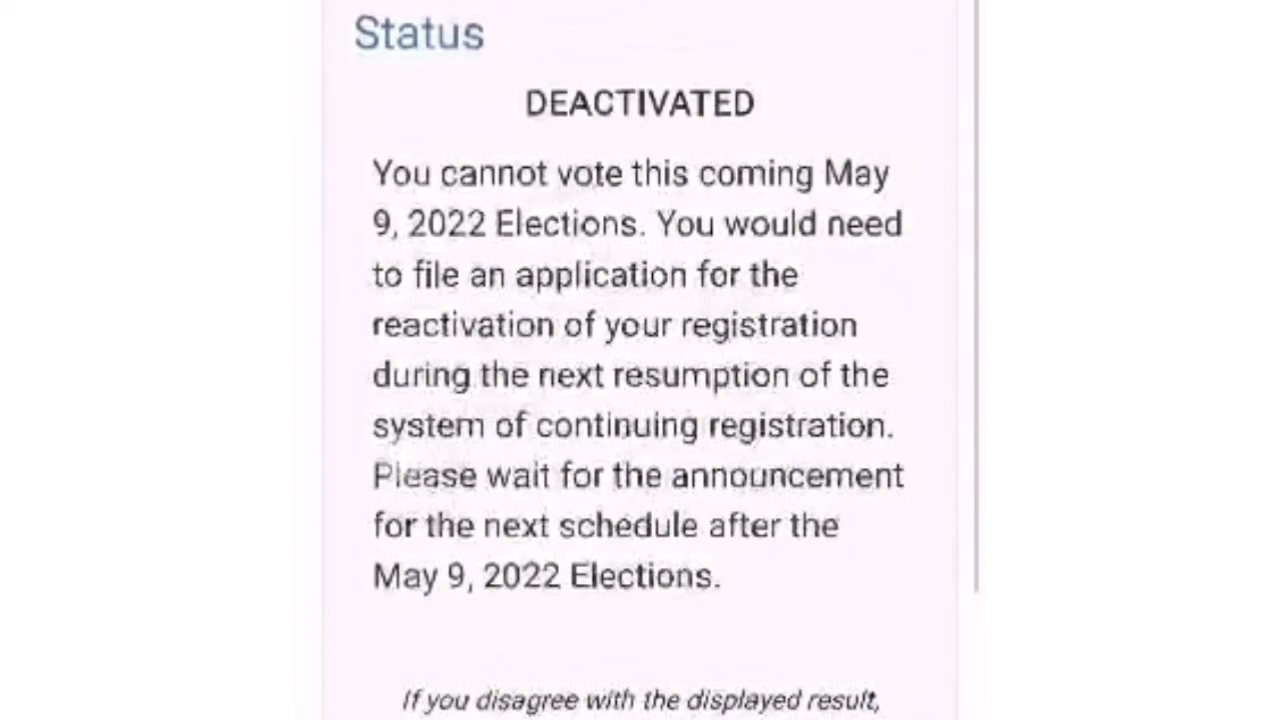 Status
DEACTIVATED
You cannot vote this coming May
9, 2022 Elections. You would need
to file an application for the
reactivation of your registration
during the next resumption of the
system of continuing registration.
Please wait for the announcement
for the next schedule after the
May 9, 2022 Elections.
If you disagree with the displayed result,